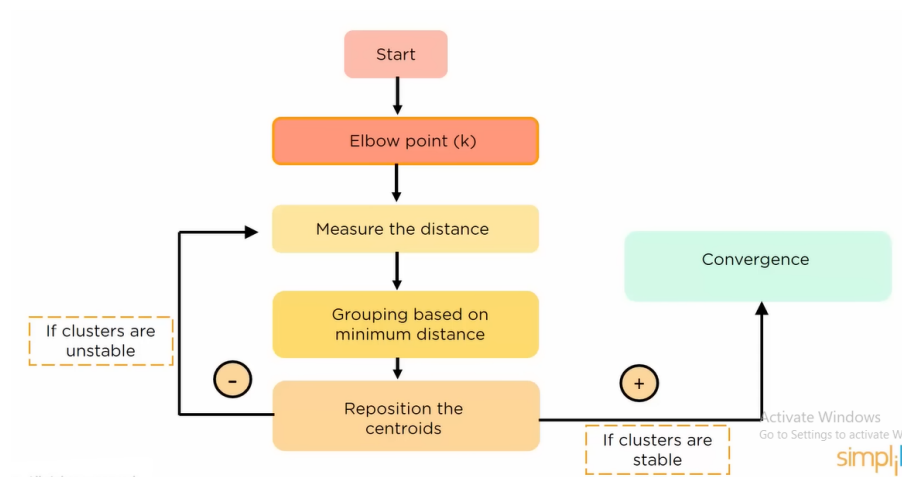 Start
Elbow point (k)
Measure the distance
Convergence
Grouping based on
minimum distance
If clusters are
unstable
-
+
Reposition the
centroids
If clusters are
stable
Activate Windows
Go to Settings to activate W
simpli